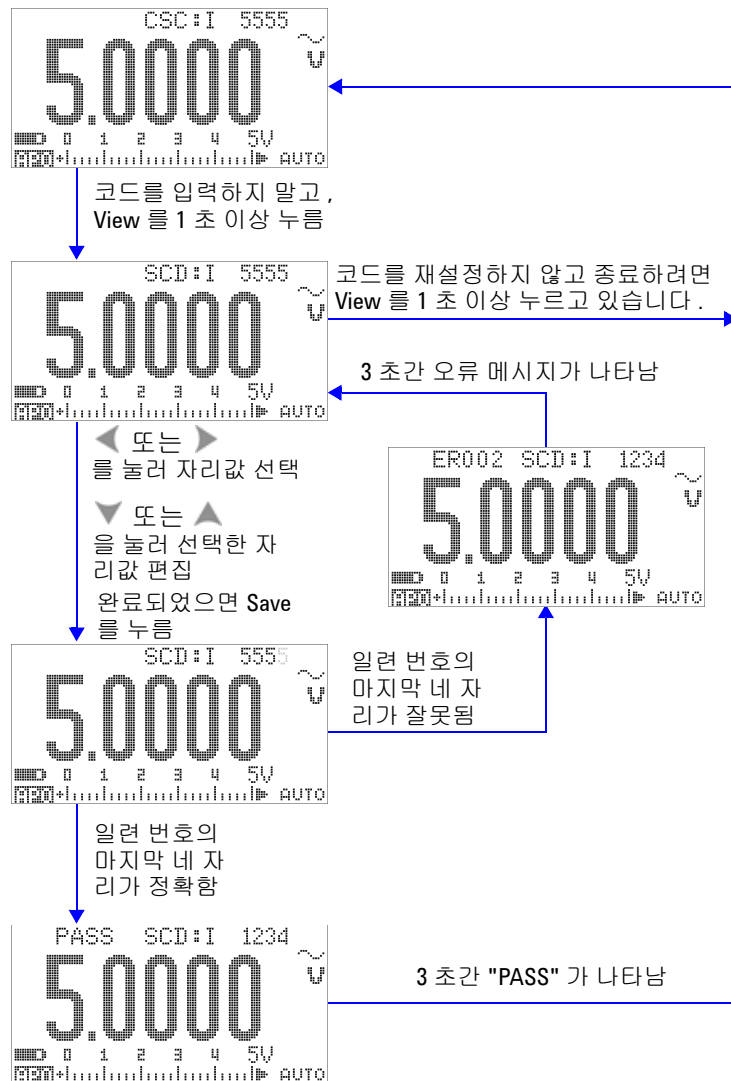 CSC:I 5555
5.0000
0 1 2 3 4 5V
APO AUTO
코드를 입력하지 말고 ,
View 를 1 초 이상 누름
SCD:I 5555
5.0000
0 1 2 3 4 5V
APO AUTO
코드를 재설정하지 않고 종료하려면
View 를 1 초 이상 누르고 있습니다 .
3 초간 오류 메시지가 나타남
또는
를 눌러 자리값 선택
또는
을 눌러 선택한 자
리값 편집
완료되었으면 Save
를 누름
ER002 SCD:I 1234
5.0000
0 1 2 3 4 5V
APO AUTO
SCD:I 5555
5.0000
0 1 2 3 4 5V
APO AUTO
일련 번호의
마지막 네 자
리가 잘못됨
일련 번호의
마지막 네 자
리가 정확함
PASS SCD:I 1234
5.0000
0 1 2 3 4 5V
APO AUTO
3 초간 "PASS" 가 나타남